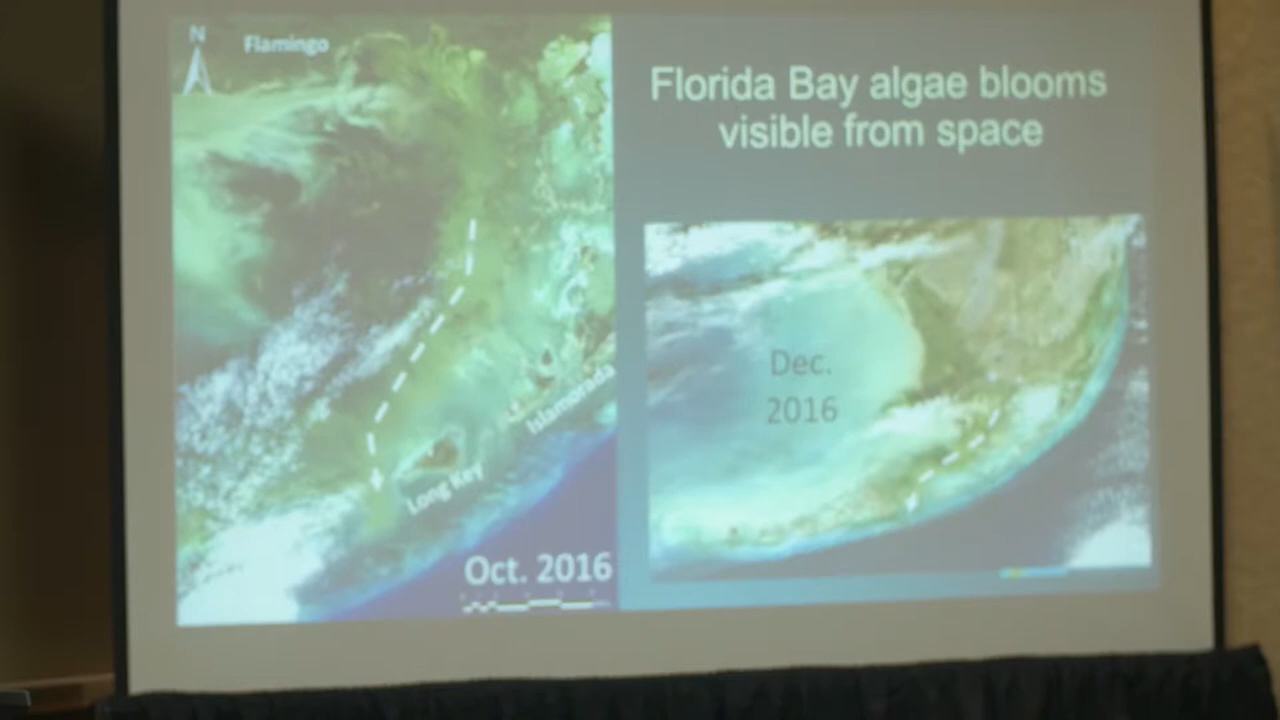 N
Flamingo
Islamorada
Long Key
Oct. 2016
Florida Bay algae blooms
visible from space
Dec.
2016